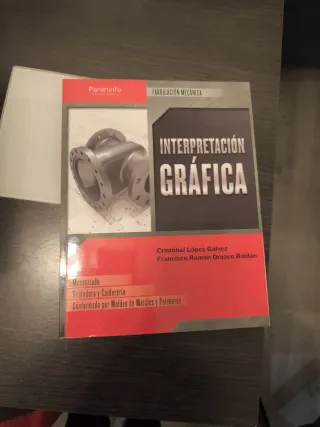 Paraninfo
FABRICACIÓN MECÁNICA
INTERPRETACIÓN
GRÁFICA
Cristóbal López Gálvez
Francisco Ramón Orozco Roldán
Mecanizado
Soldadura y Calderería
Conformado por Moldeo de Metales y Polímeros